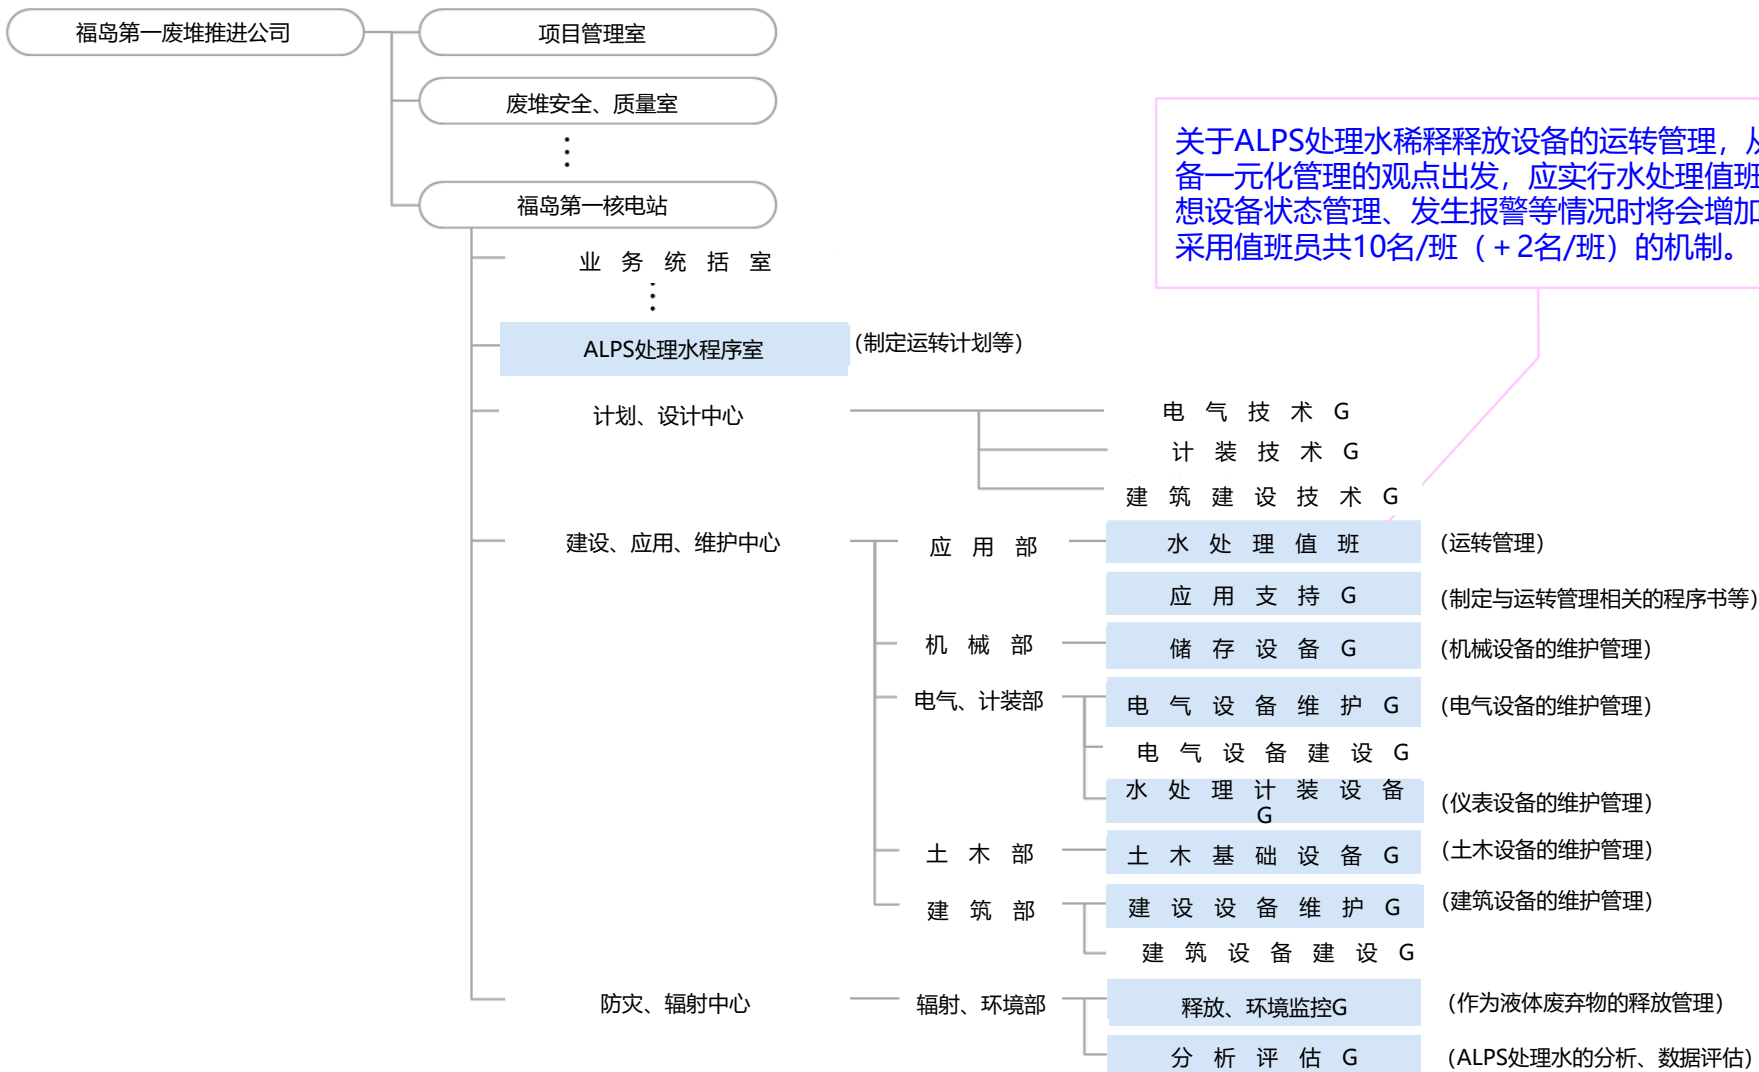 福岛第一废堆推进公司
项目管理室
废堆安全、质量室
福岛第一核电站
业务统括室
ALPS处理水程序室
(制定运转计划等)
关于ALPS处理水稀释释放设备的运转管理，从
备一元化管理的观点出发，应实行水处理值班
想设备状态管理、发生报警等情况时将会增加
采用值班员共10名/班（+2名/班）的机制。
计划、设计中心
电气技术G
计装技术G
建筑建设技术G
建设、应用、维护中心
应用部
水处理值班
(运转管理)
应用支持G
(制定与运转管理相关的程序书等)
机械部
储存设备G
(机械设备的维护管理)
电气、计装部
电气设备维护G
(电气设备的维护管理)
电气设备建设G
水处理计装设备
G
(仪表设备的维护管理)
土木部
土木基础设备G
(土木设备的维护管理)
建筑部
建设设备维护G
(建筑设备的维护管理)
建筑设备建设G
防灾、辐射中心
辐射、环境部
释放、环境监控G
(作为液体废弃物的释放管理)
分析评估G
(ALPS处理水的分析、数据评估)